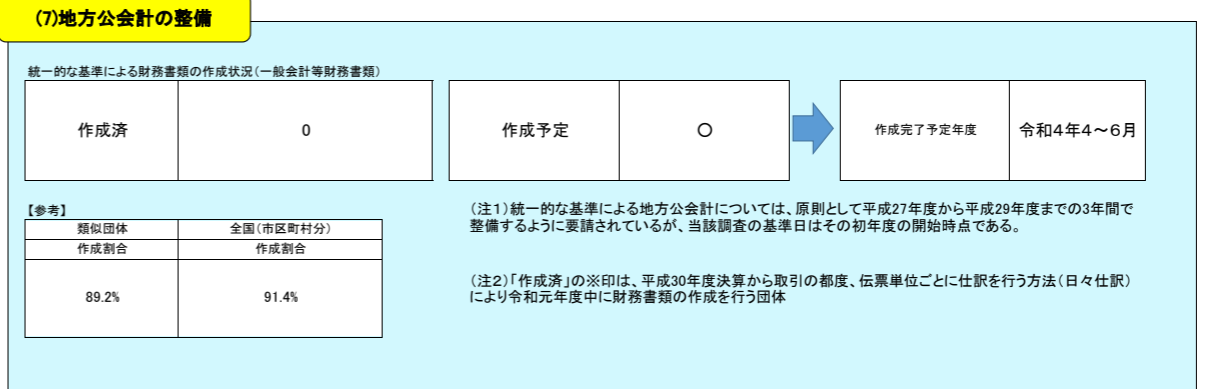 (7)地方公会計の整備
統一的な基準による財務書類の作成状況(一般会計等財務書類)
作成済
0
作成予定
〇
作成完了予定年度
令和4年4～6月
【参考】
類似団体
全国(市区町村分)
作成割合
作成割合
89.2%
91.4%
(注1)統一的な基準による地方公会計については、原則として平成27年度から平成29年度までの3年間で
整備するように要請されているが、当該調査の基準日はその初年度の開始時点である。
(注2)「作成済」の※印は、平成30年度決算から取引の都度、伝票単位ごとに仕訳を行う方法(日々仕訳)
により令和元年度中に財務書類の作成を行う団体